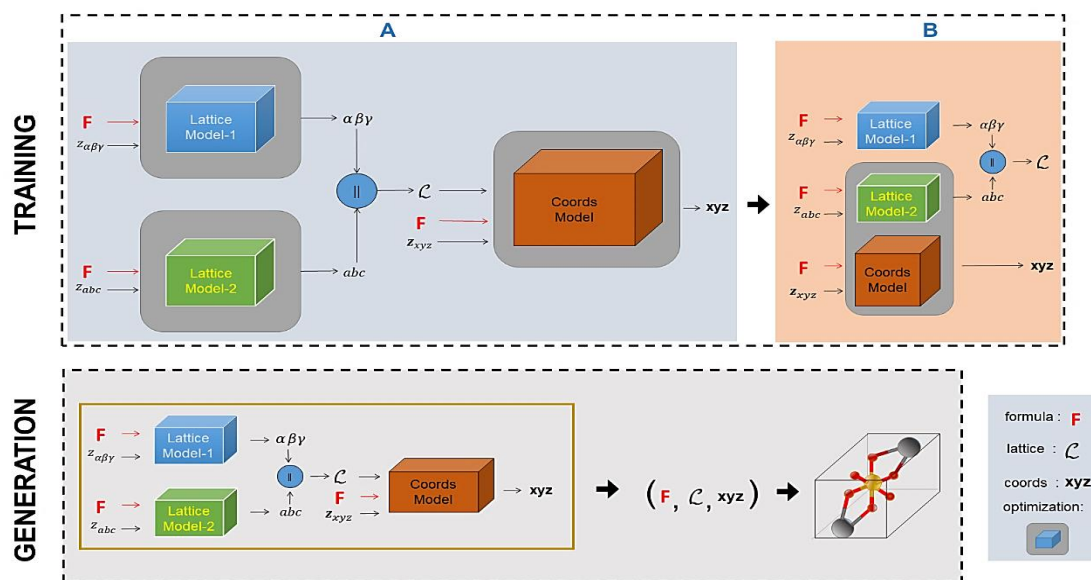 A
B
TRAINING
F
zαβγ
Lattice
Model-1
αβγ
||
ℒ
F
zxyz
Coords
Model
xyz
F
zabc
Lattice
Model-2
abc
F
zαβγ
Lattice
Model-1
αβγ
||
ℒ
F
zabc
Lattice
Model-2
abc
F
zxyz
Coords
Model
xyz
GENERATION
F
zαβγ
Lattice
Model-1
αβγ
||
ℒ
F
zxyz
Coords
Model
xyz
F
zabc
Lattice
Model-2
abc
(F, ℒ, xyz)
formula : F
lattice : ℒ
coords : xyz
optimization: